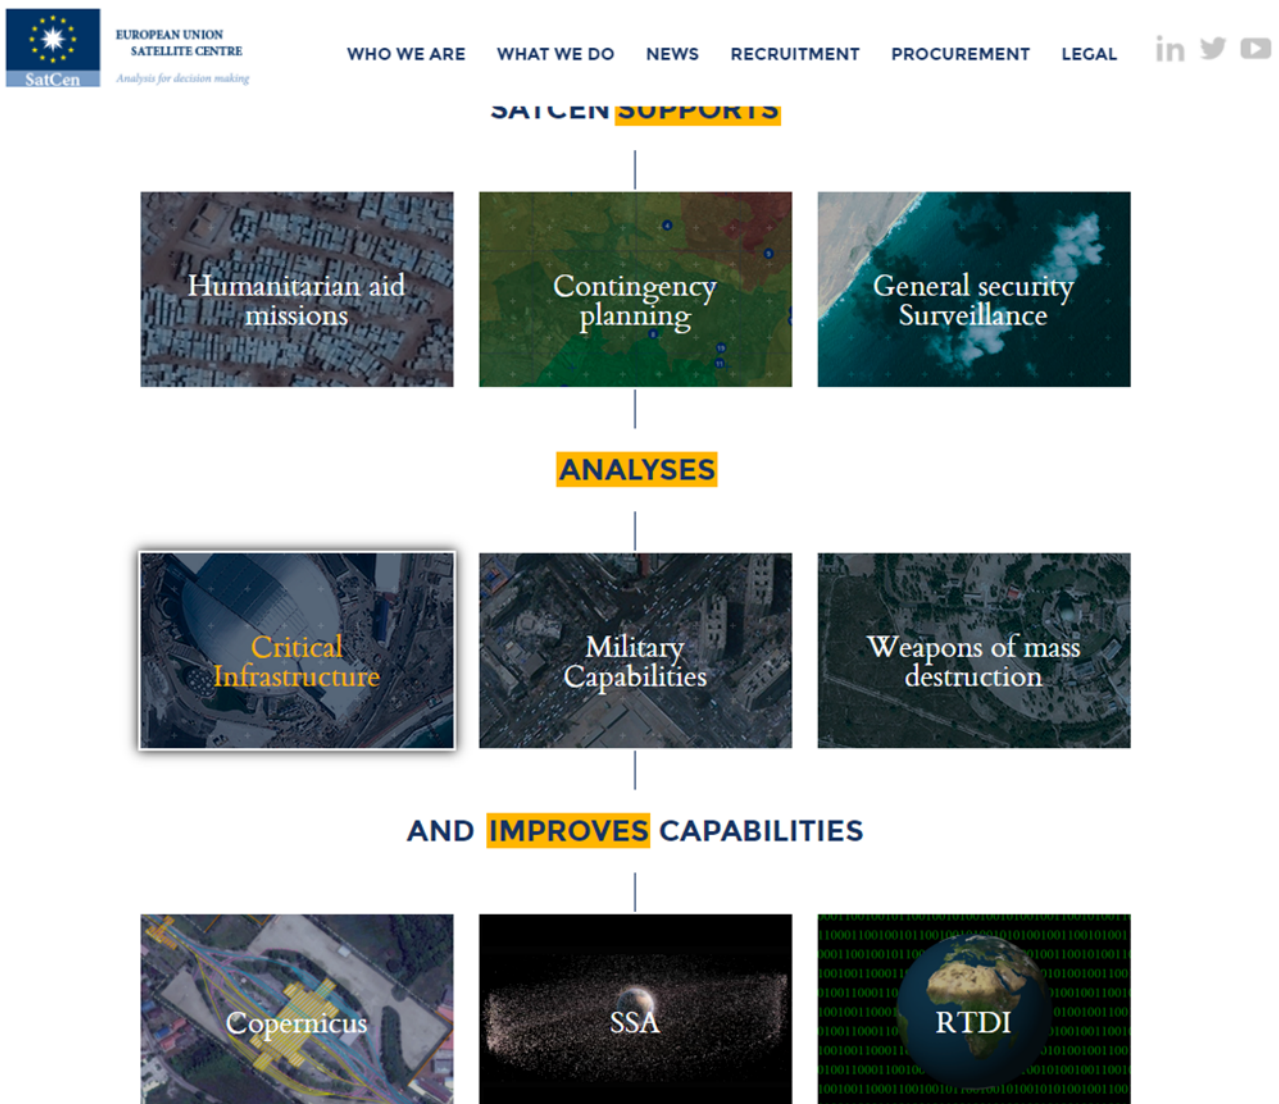 EUROPEAN UNION
SATELLITE CENTRE
SatCen
Analysis for decision making
WHO WE ARE WHAT WE DO NEWS RECRUITMENT PROCUREMENT LEGAL
SATCEN SUPPORTS
Humanitarian aid
missions
Contingency
planning
General security
Surveillance
ANALYSES
Critical
Infrastructure
Military
Capabilities
Weapons of mass
destruction
AND IMPROVES CAPABILITIES
Copernicus
SSA
RTDI